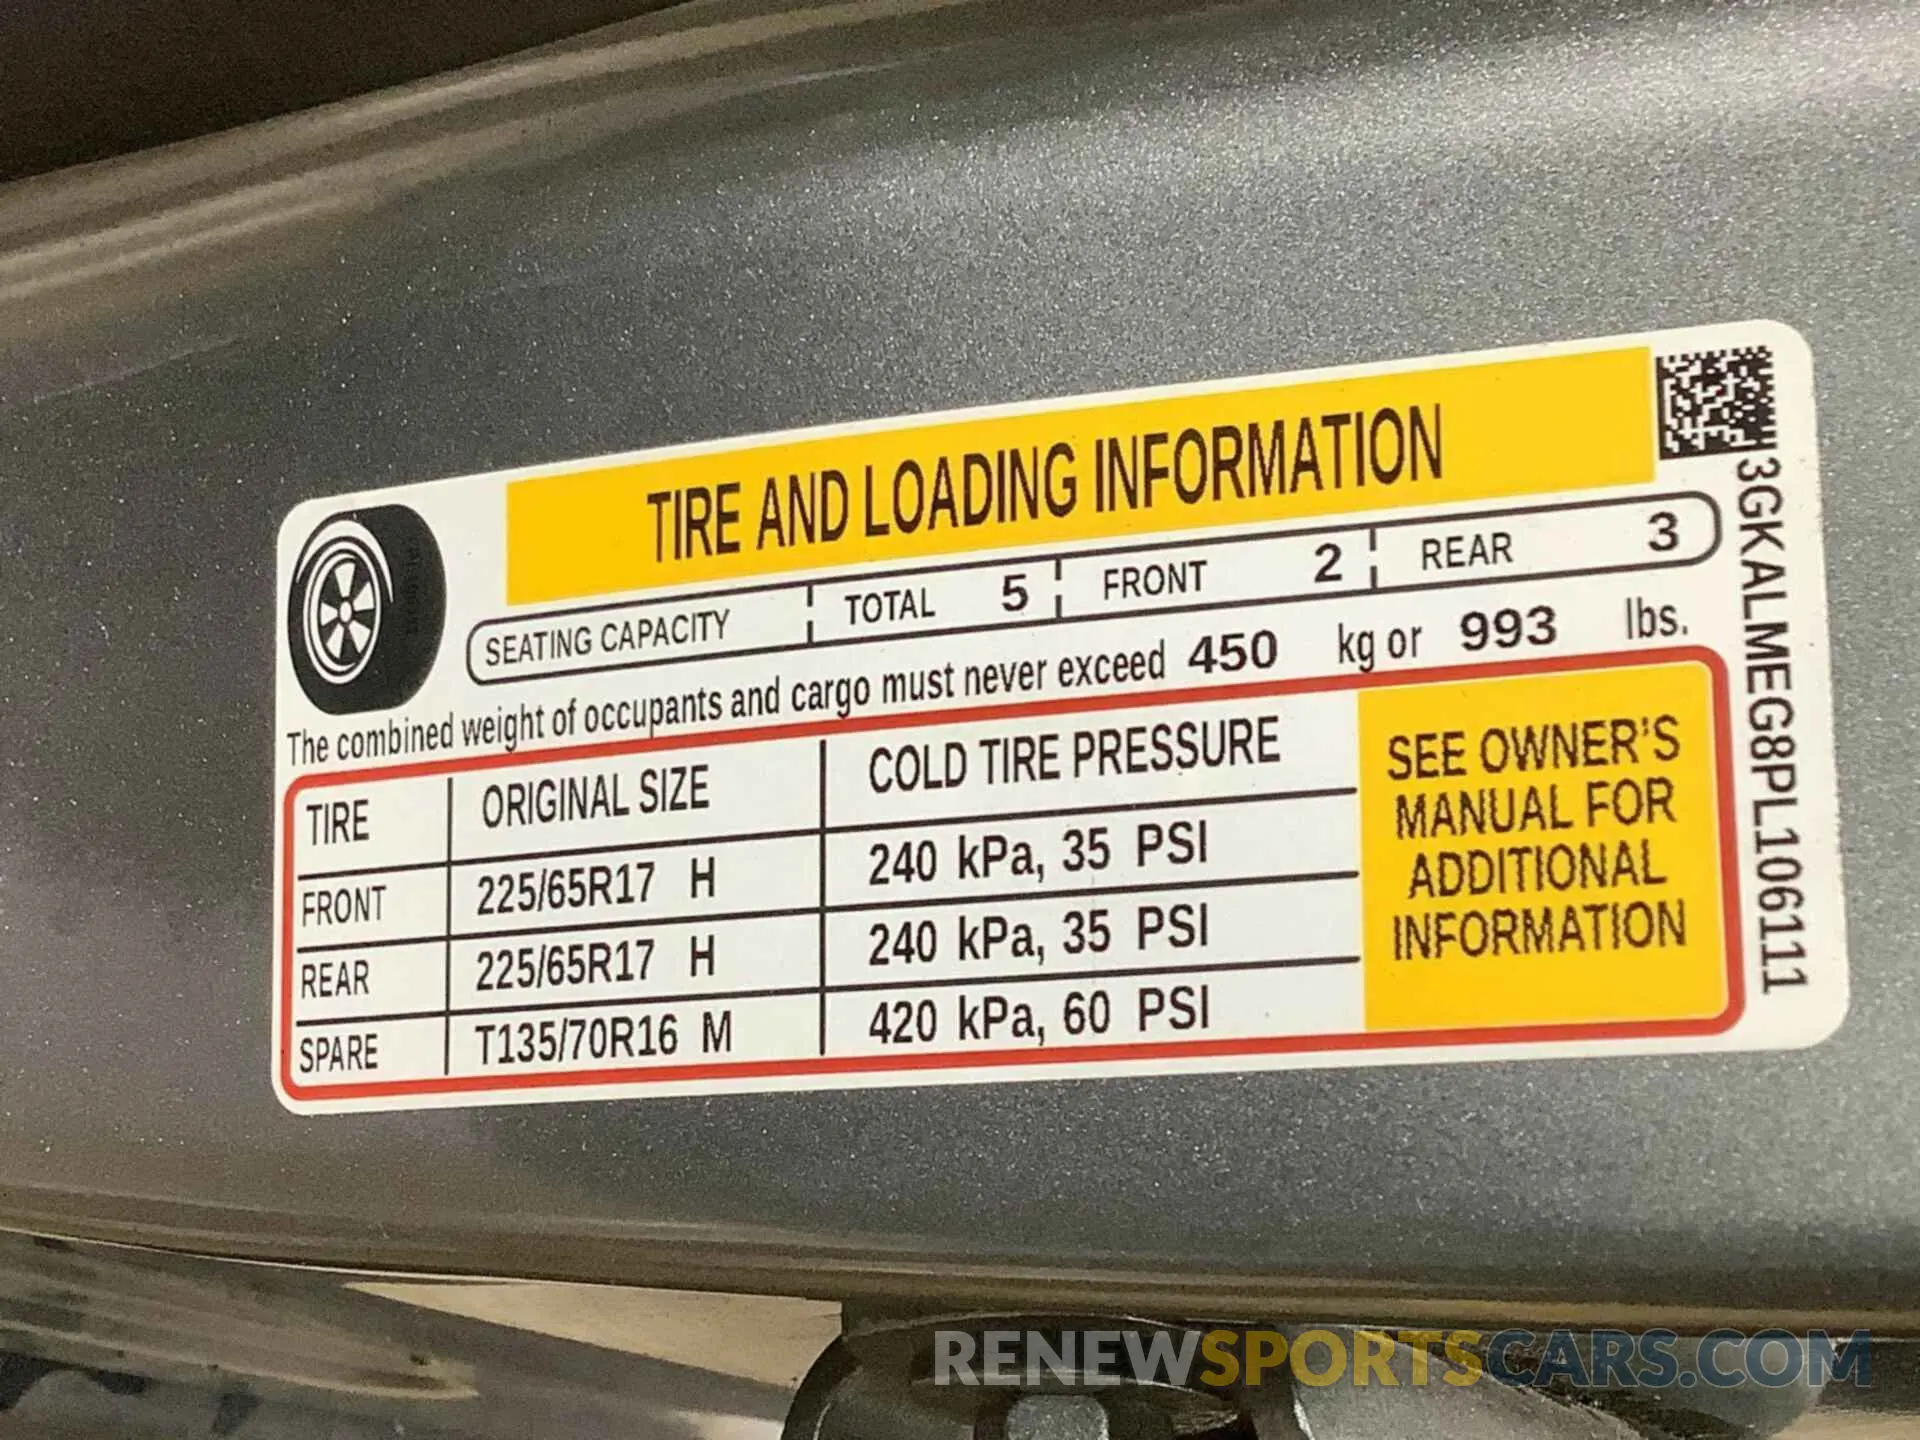 TIRE AND LOADING INFORMATION
SEATING CAPACITY TOTAL 5 FRONT 2 REAR 3
The combined weight of occupants and cargo must never exceed 450 kg or 993 lbs.
TIRE ORIGINAL SIZE COLD TIRE PRESSURE
FRONT 225/65R17 H 240 kPa, 35 PSI
REAR 225/65R17 H 240 kPa, 35 PSI
SPARE T135/70R16 M 420 kPa, 60 PSI
SEE OWNER'S
MANUAL FOR
ADDITIONAL
INFORMATION
3GKALMEG8PL106111
RENEWSPORTSCARS.COM